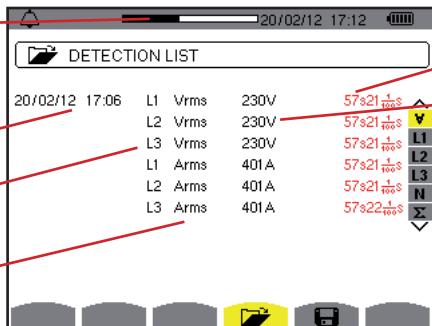 20/02/12 17:12
DETECTION LIST
20/02/12 17:06 L1 Vrms 230V 57s21 1/100 s
L2 Vrms 230V 57s21 1/100 s
L3 Vrms 230V 57s21 1/100 s
L1 Arms 401A 57s21 1/100 s
L2 Arms 401A 57s21 1/100 s
L3 Arms 401A 57s22 1/100 s
∀
L1
L2
L3
N
Σ